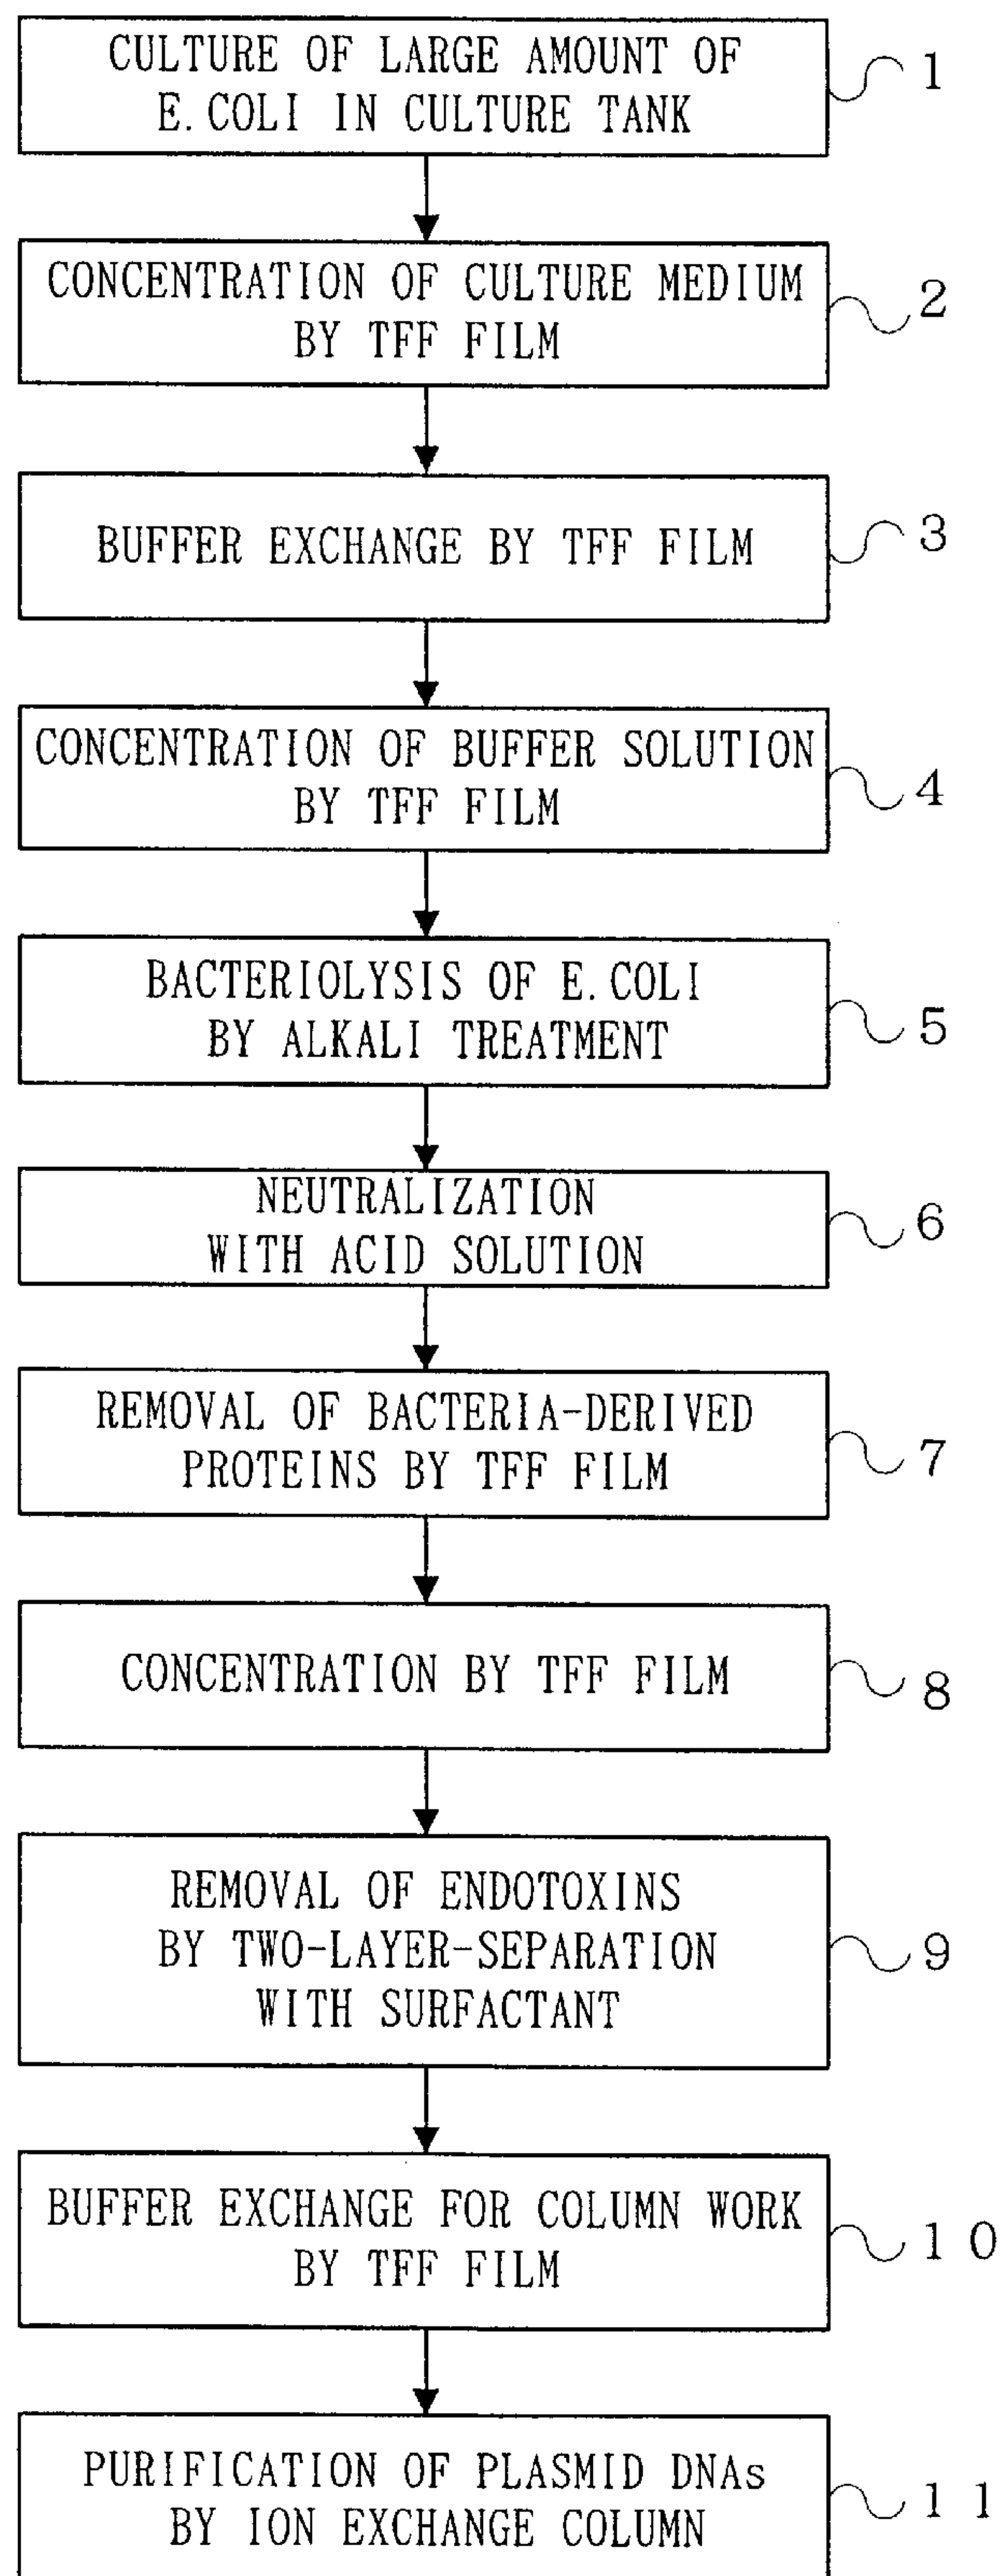 CULTURE OF LARGE AMOUNT OF
E.COLI IN CULTURE TANK
1
CONCENTRATION OF CULTURE MEDIUM
BY TFF FILM
2
BUFFER EXCHANGE BY TFF FILM
3
CONCENTRATION OF BUFFER SOLUTION
BY TFF FILM
4
BACTERIOLYSIS OF E.COLI
BY ALKALI TREATMENT
5
NEUTRALIZATION
WITH ACID SOLUTION
6
REMOVAL OF BACTERIA-DERIVED
PROTEINS BY TFF FILM
7
CONCENTRATION BY TFF FILM
8
REMOVAL OF ENDOTOXINS
BY TWO-LAYER-SEPARATION
WITH SURFACTANT
9
BUFFER EXCHANGE FOR COLUMN WORK
BY TFF FILM
10
PURIFICATION OF PLASMID DNAs
BY ION EXCHANGE COLUMN
11